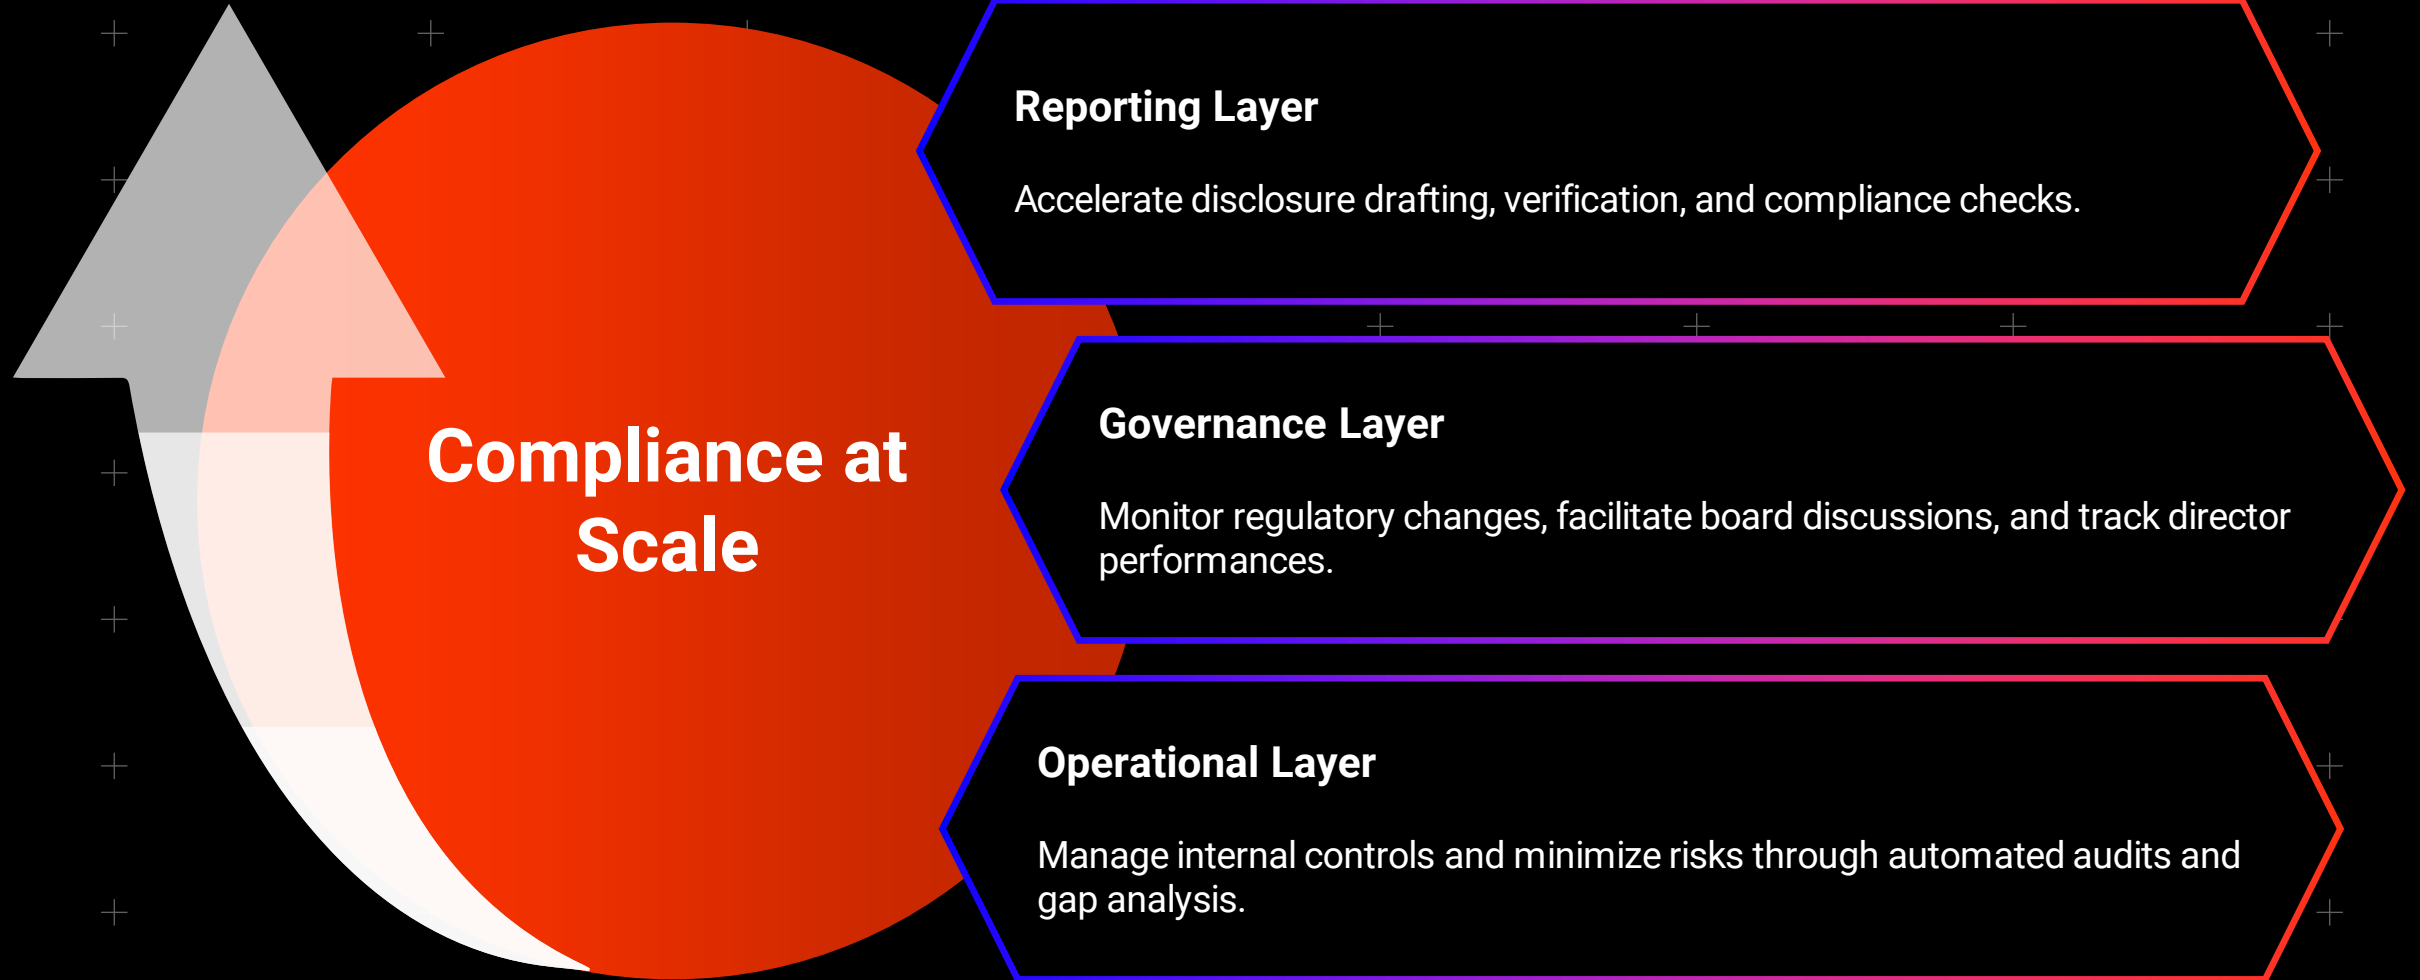 Compliance at
Scale
Reporting Layer
Accelerate disclosure drafting, verification, and compliance checks.
Governance Layer
Monitor regulatory changes, facilitate board discussions, and track director
performances.
Operational Layer
Manage internal controls and minimize risks through automated audits and
gap analysis.